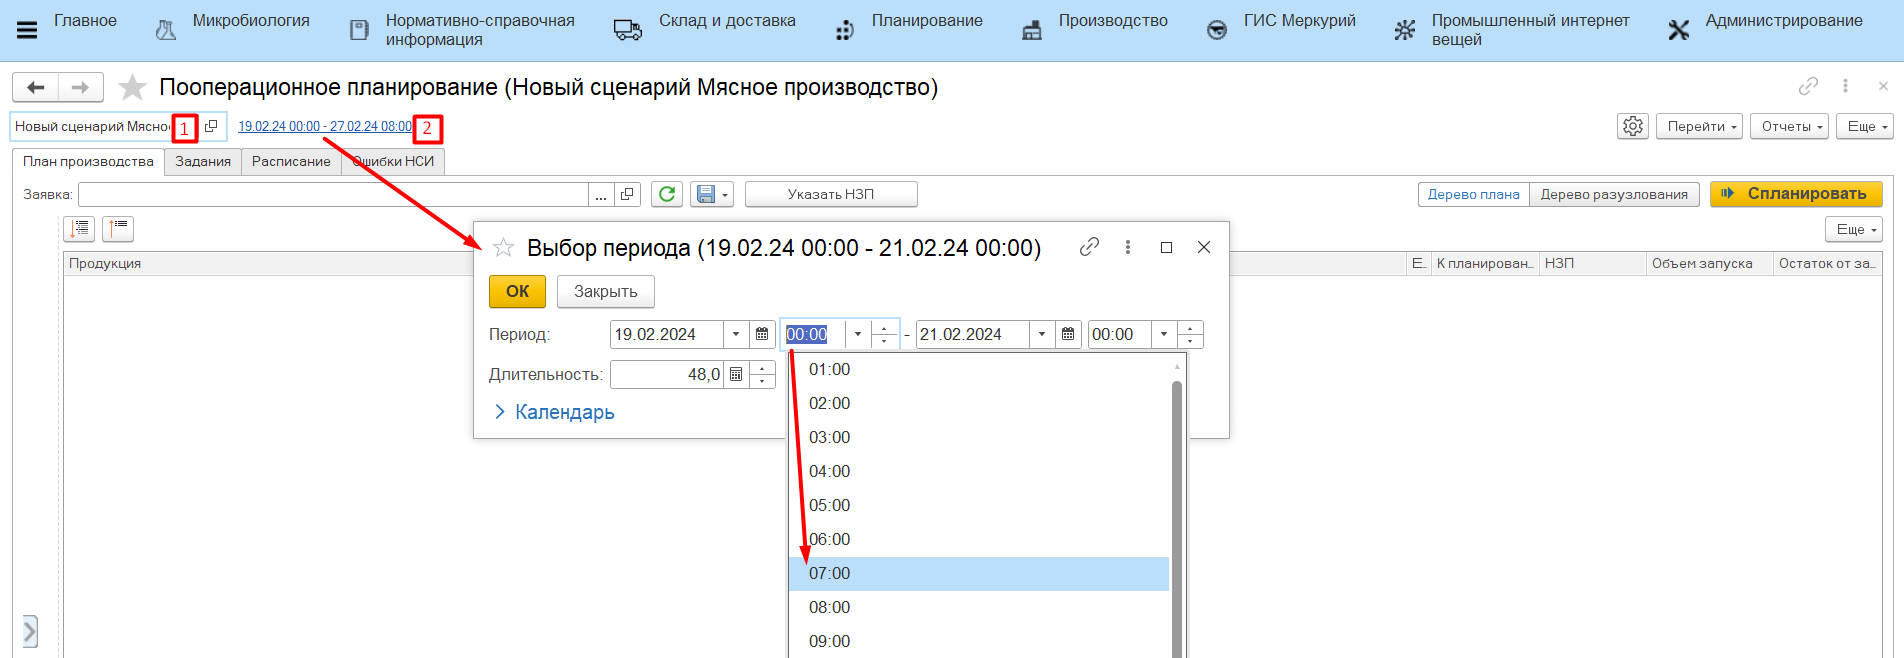 Главное
Микробиология
Нормативно-справочная
информация
Склад и доставка
Планирование
Производство
ГИС Меркурий
Промышленный интернет
вещей
Администрирование
Пооперационное планирование (Новый сценарий Мясное производство)
Новый сценарий Мясно 1 19.02.24 00:00 - 27.02.24 08:00 2 Перейти Отчеты Еще
План производства Задания Расписание Ошибки НСИ
Заявка: ... Указать НЗП Дерево плана Дерево разузлования Спланировать
Еще
Продукция Е.. К планирован... НЗП Объем запуска Остаток от за...
Выбор периода (19.02.24 00:00 - 21.02.24 00:00)
ОК Закрыть
Период: 19.02.2024 00:00 - 21.02.2024 00:00
Длительность: 48,0
Календарь
01:00
02:00
03:00
04:00
05:00
06:00
07:00
08:00
09:00